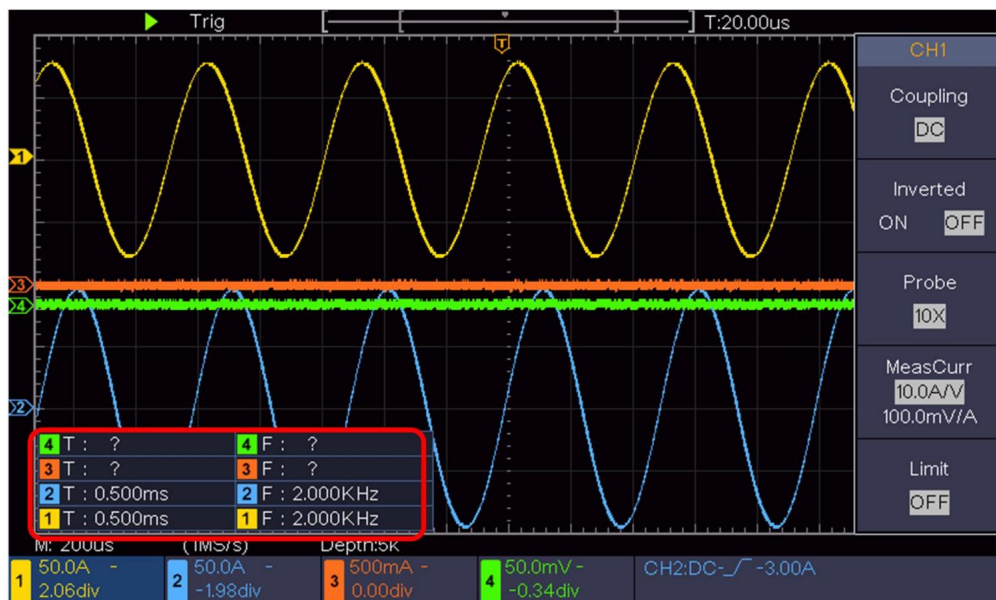 Trig T:20.00us
T
CH1
Coupling
DC
Inverted
ON OFF
Probe
10X
MeasCurr
10.0A/V
100.0mV/A
Limit
OFF
1
3
4
2
4 T : ? 4 F : ?
3 T : ? 3 F : ?
2 T : 0.500ms 2 F : 2.000KHz
1 T : 0.500ms 1 F : 2.000KHz
M: 200us (1MS/s) Depth:5k
1 50.0A - 2.06div
2 50.0A - -1.98div
3 500mA - 0.00div
4 50.0mV - -0.34div
CH2:DC- -3.00A